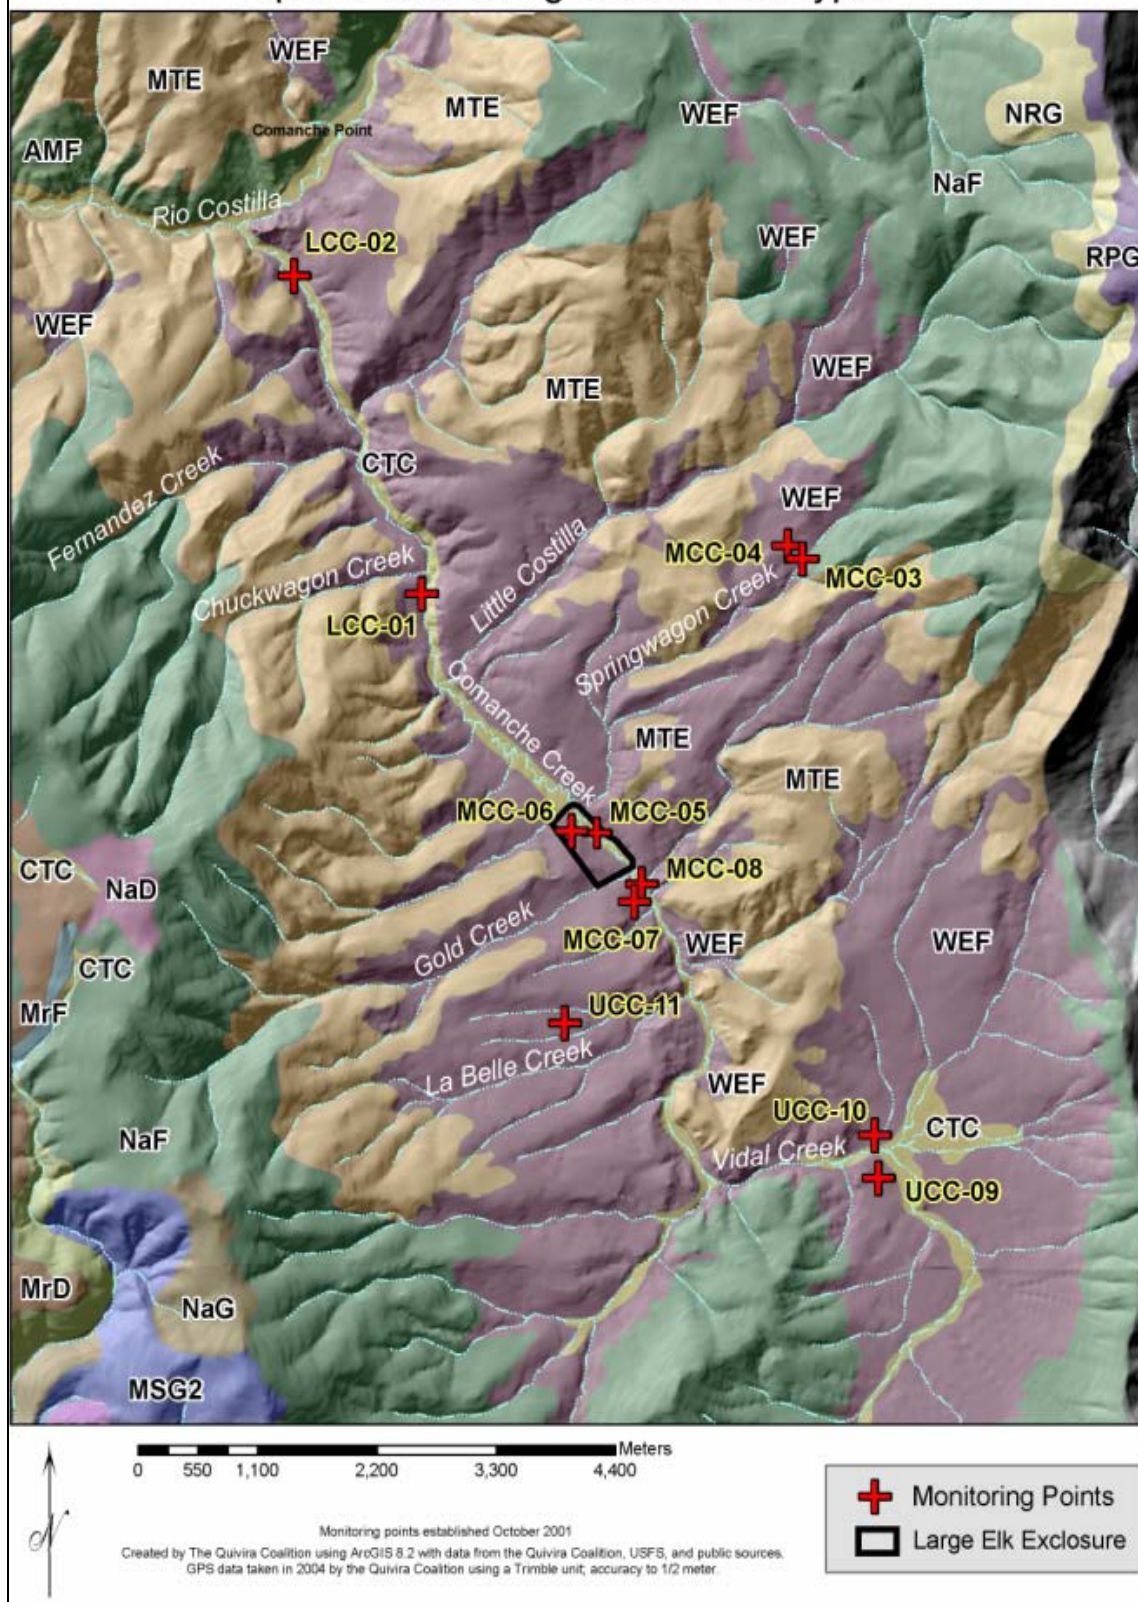 WEF
MTE
MTE
WEF
NRG
Comanche Point
AMF
NaF
Rio Costilla
LCC-02
WEF
RPG
WEF
WEF
MTE
CTC
Fernandez Creek
WEF
Little Costilla
MCC-04
Chuckwagon Creek
MCC-03
LCC-01
Springwagon Creek
Comanche Creek
MTE
MTE
MCC-06
MCC-05
CTC
MCC-08
NaD
Gold Creek
MCC-07
WEF
WEF
CTC
MrF
UCC-11
La Belle Creek
WEF
UCC-10
CTC
NaF
Vidal Creek
UCC-09
MrD
NaG
MSG2
Meters
0 550 1,100 2,200 3,300 4,400
N
Monitoring Points
Large Elk Exclosure
Monitoring points established October 2001
Created by The Quivira Coalition using ArcGIS 8.2 with data from the Quivira Coalition, USFS, and public sources.
GPS data taken in 2004 by the Quivira Coalition using a Trimble unit; accuracy to 1/2 meter.